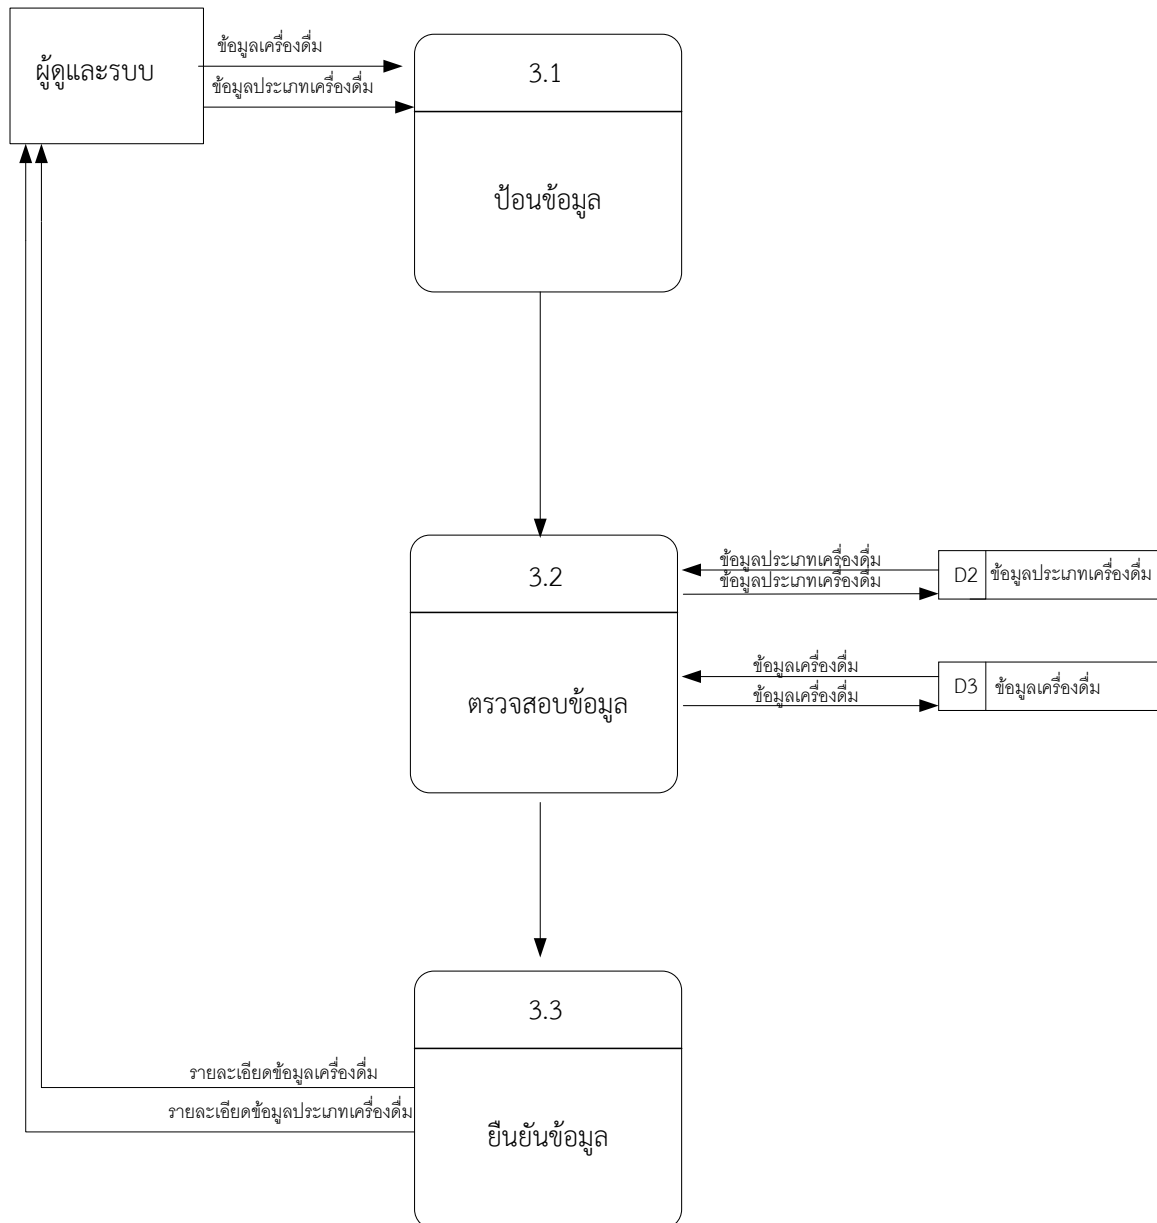 ผู้ดูและรบบ
ข้อมูลเครื่องดื่ม
ข้อมูลประเภทเครื่องดื่ม
3.1
ป้อนข้อมูล
3.2
ตรวจสอบข้อมูล
ข้อมูลประเภทเครื่องดื่ม
ข้อมูลประเภทเครื่องดื่ม
D2 ข้อมูลประเภทเครื่องดื่ม
ข้อมูลเครื่องดื่ม
ข้อมูลเครื่องดื่ม
D3 ข้อมูลเครื่องดื่ม
3.3
ยืนยันข้อมูล
รายละเอียดข้อมูลเครื่องดื่ม
รายละเอียดข้อมูลประเภทเครื่องดื่ม